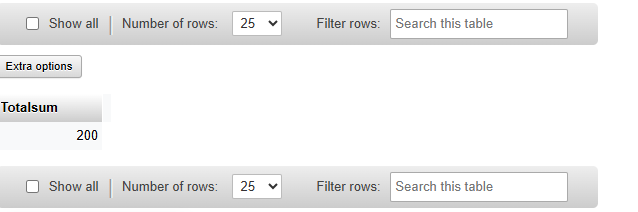 Show all Number of rows: 25 Filter rows: Search this table
Extra options
Totalsum
200
Show all Number of rows: 25 Filter rows: Search this table